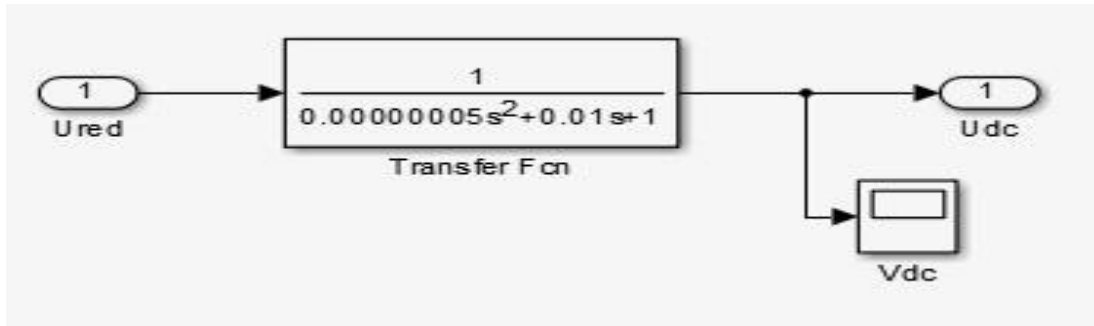 1
Ured
1
0.00000005s²+0.01s+1
Transfer Fcn
1
Udc
Vdc